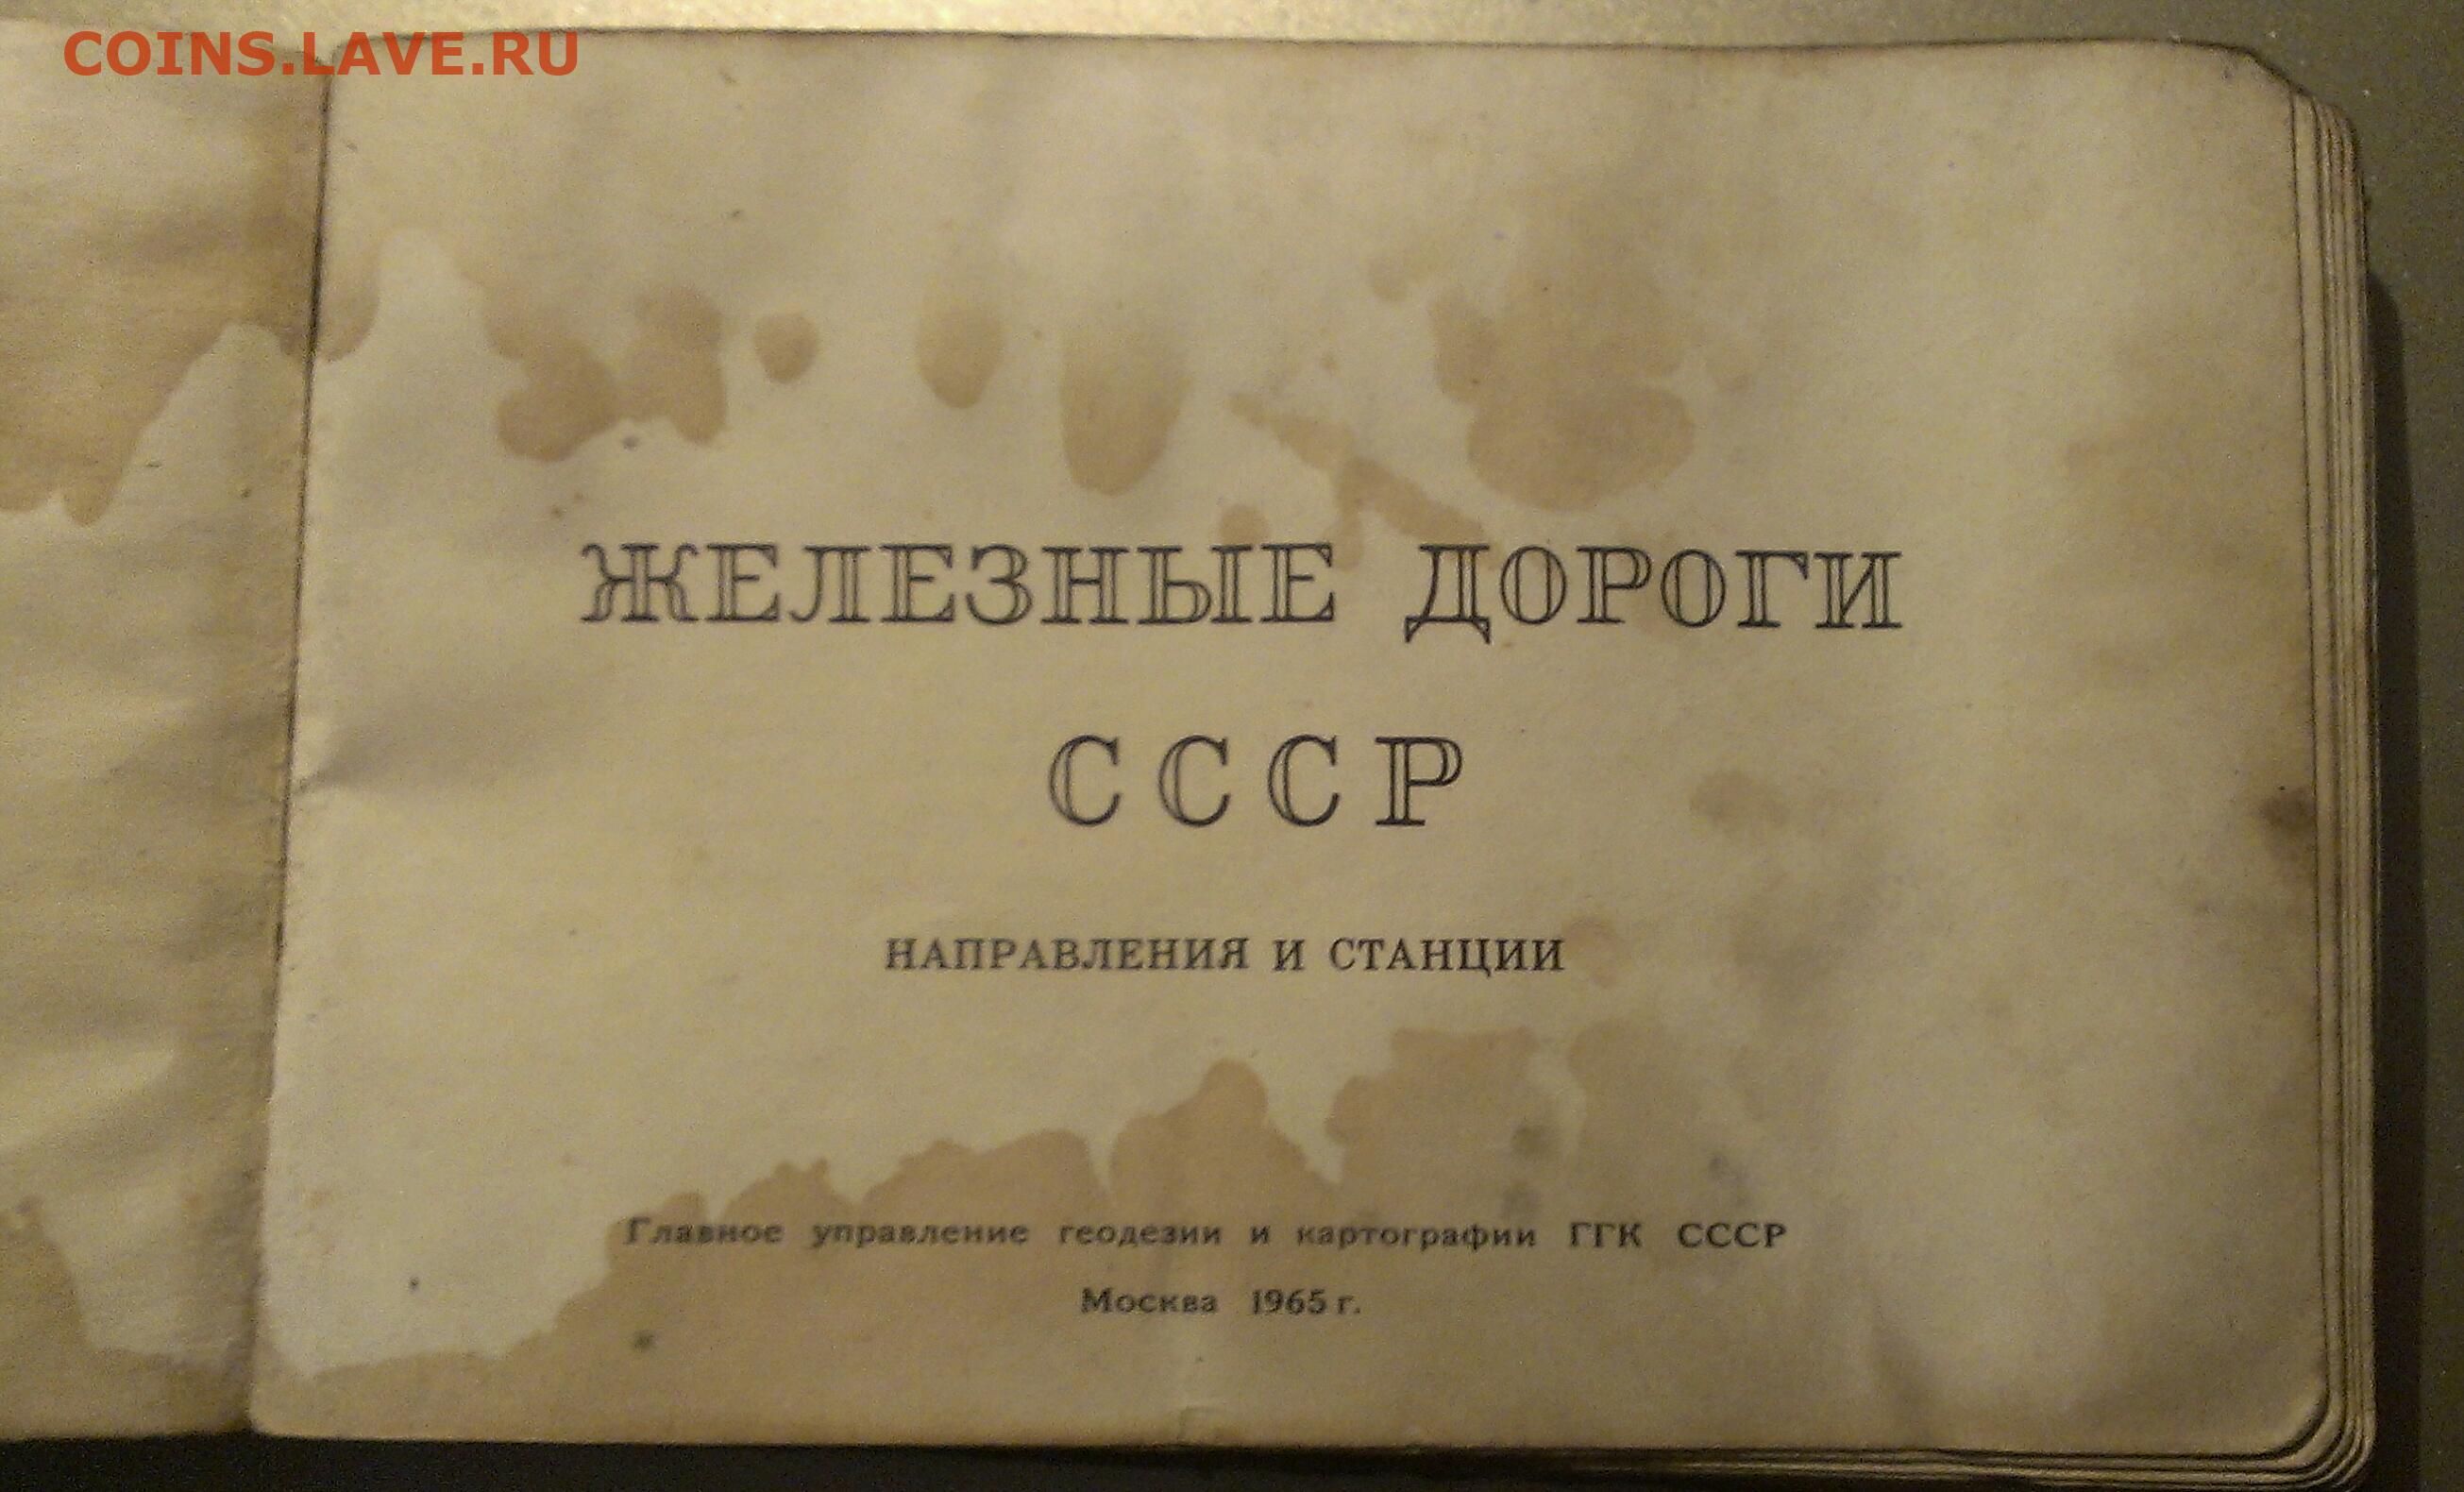 COINS.LAVE.RU
ЖЕЛЕЗНЫЕ ДОРОГИ
СССР
НАПРАВЛЕНИЯ И СТАНЦИИ
Главное управление геодезии и картографии ГГК СССР
Москва 1965 г.